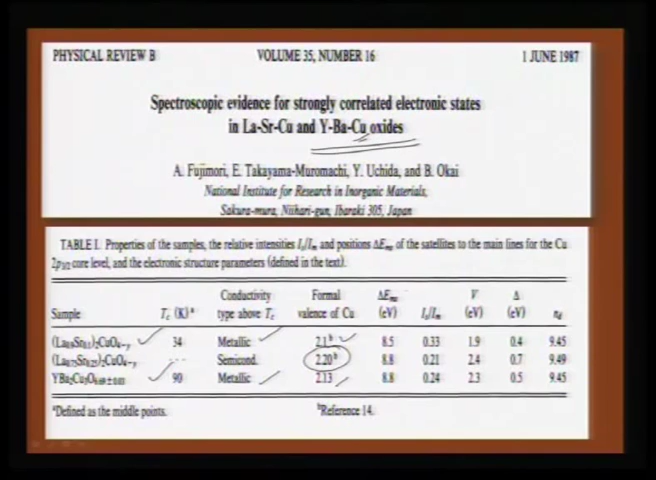 PHYSICAL REVIEW B VOLUME 35, NUMBER 16 1 JUNE 1987
Spectroscopic evidence for strongly correlated electronic states
in La-Sr-Cu and Y-Ba-Cu oxides
A. Fujimori, E. Takayama-Muromachi, Y. Uchida, and B. Okai
National Institute for Research in Inorganic Materials,
Sakura-mura, Niihari-gun, Ibaraki 305, Japan
TABLE I. Properties of the samples, the relative intensities Is/Im and positions ΔEms of the satellites to the main lines for the Cu
2p3/2 core level, and the electronic structure parameters (defined in the text).
Conductivity Formal ΔEms V Δ
Sample Tc (K)a type above Tc valence of Cu (eV) Is/Im (eV) (eV) nd
34 Metallic 2.1b 8.5 0.33 1.9 0.4 9.45
··· Semicond. 2.20b 8.8 0.21 2.4 0.7 9.49
90 Metallic 2.13 8.8 0.24 2.3 0.5 9.45
aDefined as the middle points. bReference 14.